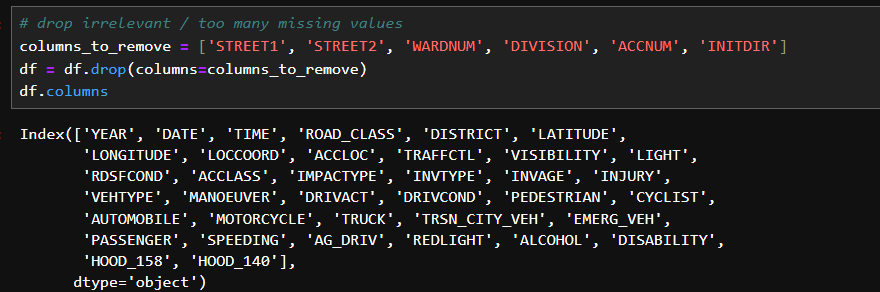 # drop irrelevant / too many missing values
columns_to_remove = ['STREET1', 'STREET2', 'WARDNUM', 'DIVISION', 'ACCNUM', 'INITDIR']
df = df.drop(columns=columns_to_remove)
df.columns
Index(['YEAR', 'DATE', 'TIME', 'ROAD_CLASS', 'DISTRICT', 'LATITUDE',
'LONGITUDE', 'LOCCOORD', 'ACCLOC', 'TRAFFCTL', 'VISIBILITY', 'LIGHT',
'RDSFCOND', 'ACCLASS', 'IMPACTYPE', 'INVTYPE', 'INVAGE', 'INJURY',
'VEHTYPE', 'MANOEUVER', 'DRIVACT', 'DRIVCOND', 'PEDESTRIAN', 'CYCLIST',
'AUTOMOBILE', 'MOTORCYCLE', 'TRUCK', 'TRSN_CITY_VEH', 'EMERG_VEH',
'PASSENGER', 'SPEEDING', 'AG_DRIV', 'REDLIGHT', 'ALCOHOL', 'DISABILITY',
'HOOD_158', 'HOOD_140'],
dtype='object')